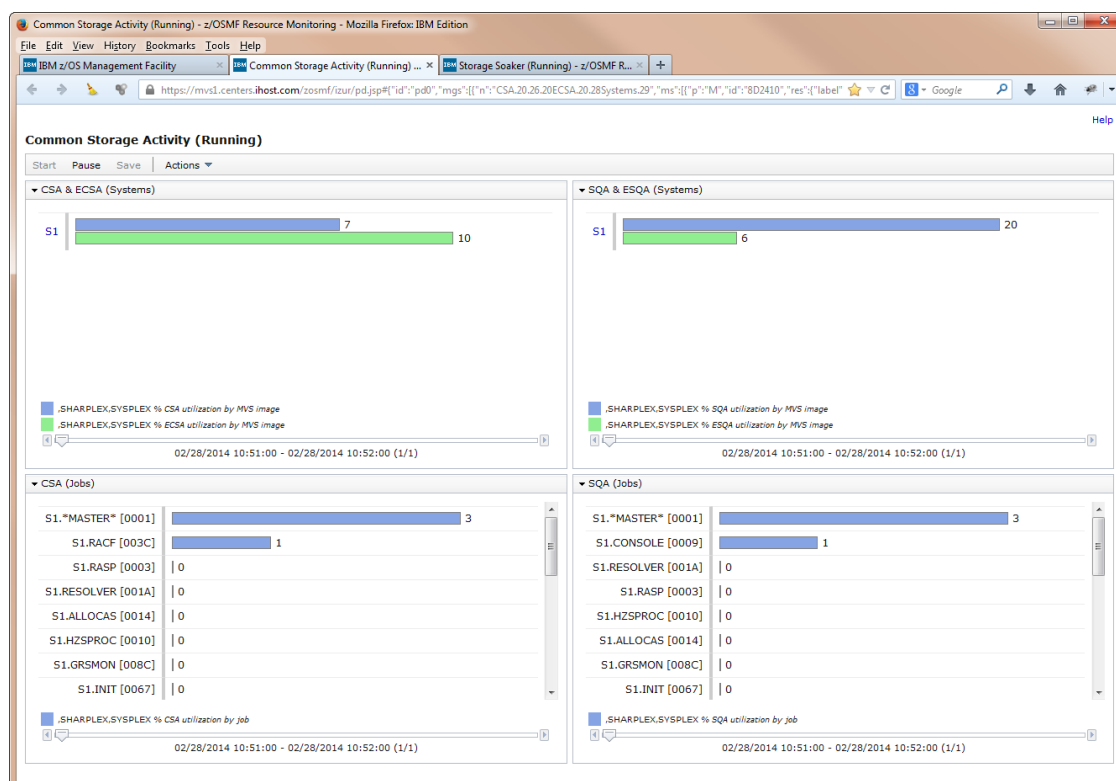 Common Storage Activity (Running) - z/OSMF Resource Monitoring - Mozilla Firefox: IBM Edition
File Edit View History Bookmarks Tools Help
IBM IBM z/OS Management Facility × IBM Common Storage Activity (Running) ... × IBM Storage Soaker (Running) - z/OSMF R... × +
https://mvs1.centers.ihost.com/zosmf/izur/pd.jsp#{"id":"pd0","mgs":[{"n":"CSA.20.26.20ECSA.20.28Systems.29","ms":[{"p":"M","id":"8D2410","res":{"label" 8 Google
Help
Common Storage Activity (Running)
Start Pause Save Actions
CSA & ECSA (Systems)
S1
7
10
,SHARPLEX,SYSPLEX % CSA utilization by MVS image
,SHARPLEX,SYSPLEX % ECSA utilization by MVS image
02/28/2014 10:51:00 - 02/28/2014 10:52:00 (1/1)
SQA & ESQA (Systems)
S1
20
6
,SHARPLEX,SYSPLEX % SQA utilization by MVS image
,SHARPLEX,SYSPLEX % ESQA utilization by MVS image
02/28/2014 10:51:00 - 02/28/2014 10:52:00 (1/1)
CSA (Jobs)
S1.*MASTER* [0001] 3
S1.RACF [003C] 1
S1.RASP [0003] 0
S1.RESOLVER [001A] 0
S1.ALLOCAS [0014] 0
S1.HZSPROC [0010] 0
S1.GRSMON [008C] 0
S1.INIT [0067] 0
,SHARPLEX,SYSPLEX % CSA utilization by job
02/28/2014 10:51:00 - 02/28/2014 10:52:00 (1/1)
SQA (Jobs)
S1.*MASTER* [0001] 3
S1.CONSOLE [0009] 1
S1.RESOLVER [001A] 0
S1.RASP [0003] 0
S1.HZSPROC [0010] 0
S1.ALLOCAS [0014] 0
S1.GRSMON [008C] 0
S1.INIT [0067] 0
,SHARPLEX,SYSPLEX % SQA utilization by job
02/28/2014 10:51:00 - 02/28/2014 10:52:00 (1/1)